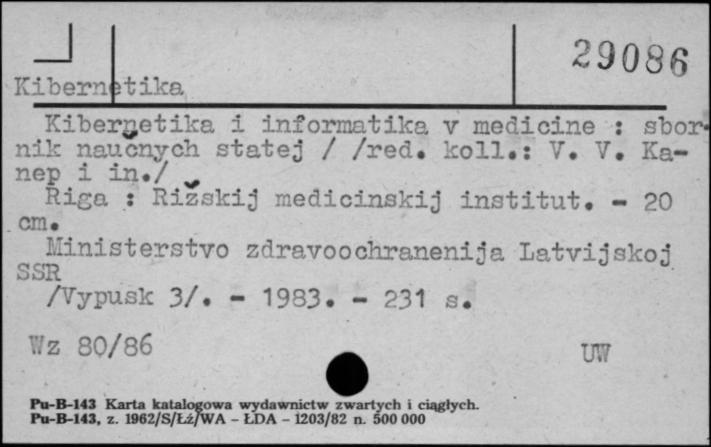 29086
Kibernetika
Kibernetika i informatika v medicine : sbor-
nik naučnych statej / /red. koll.: V. V. Ka-
nep i in./
Riga : Rižskij medicinskij institut. - 20
cm.
Ministerstvo zdravoochranenija Latvijskoj
SSR
/Vypusk 3/. - 1983. - 231 s.
Wz 80/86 UW
Pu-B-143 Karta katalogowa wydawnictw zwartych i ciągłych.
Pu-B-143, z. 1962/S/Łź/WA - ŁDA - 1203/82 n. 500 000